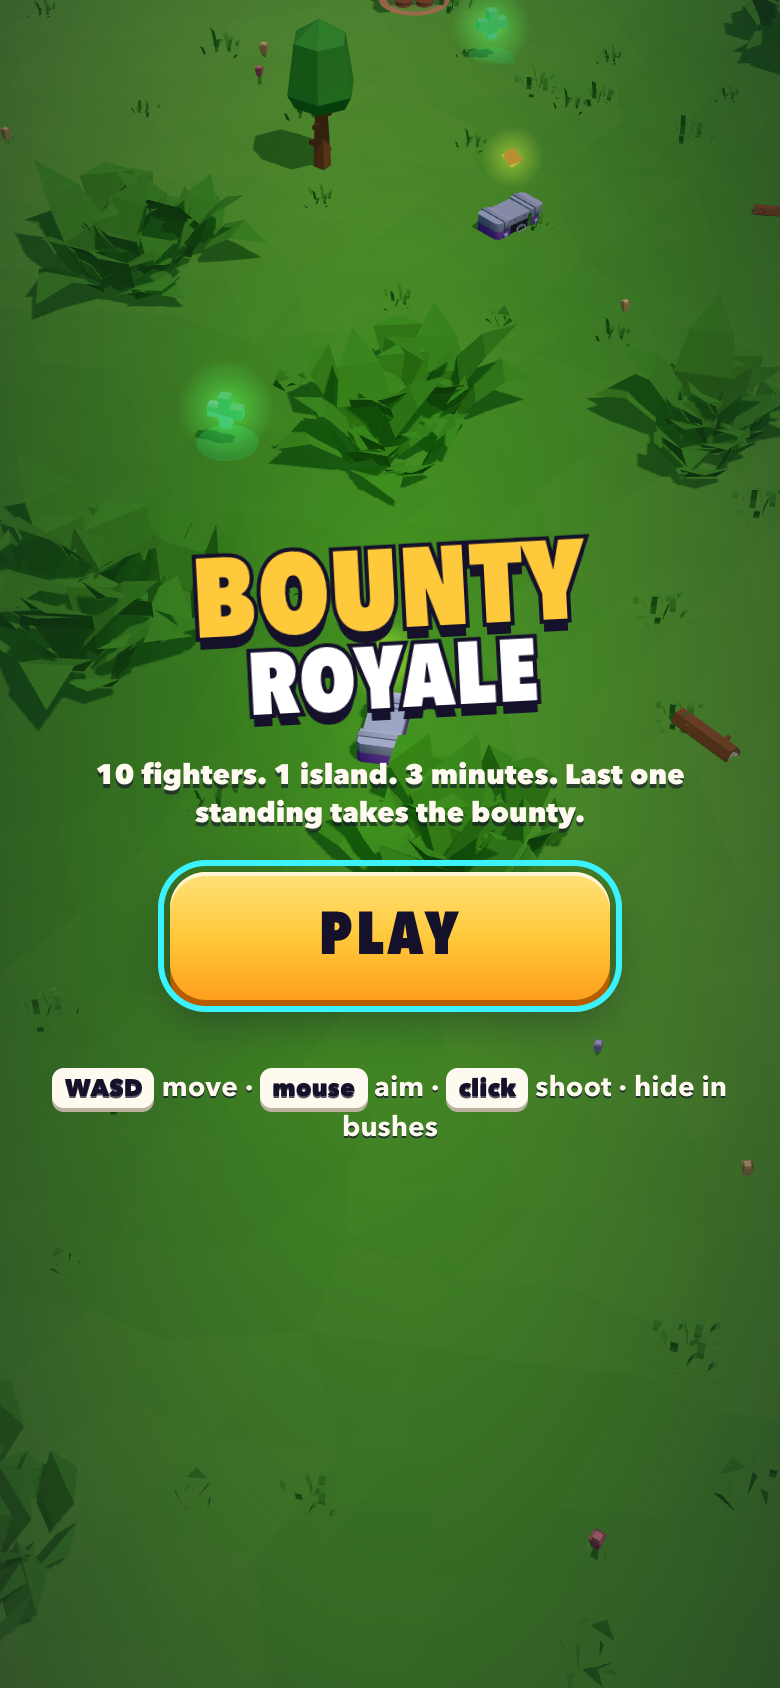 BOUNTY
ROYALE
10 fighters. 1 island. 3 minutes. Last one
standing takes the bounty.
PLAY
WASD move · mouse aim · click shoot · hide in
bushes